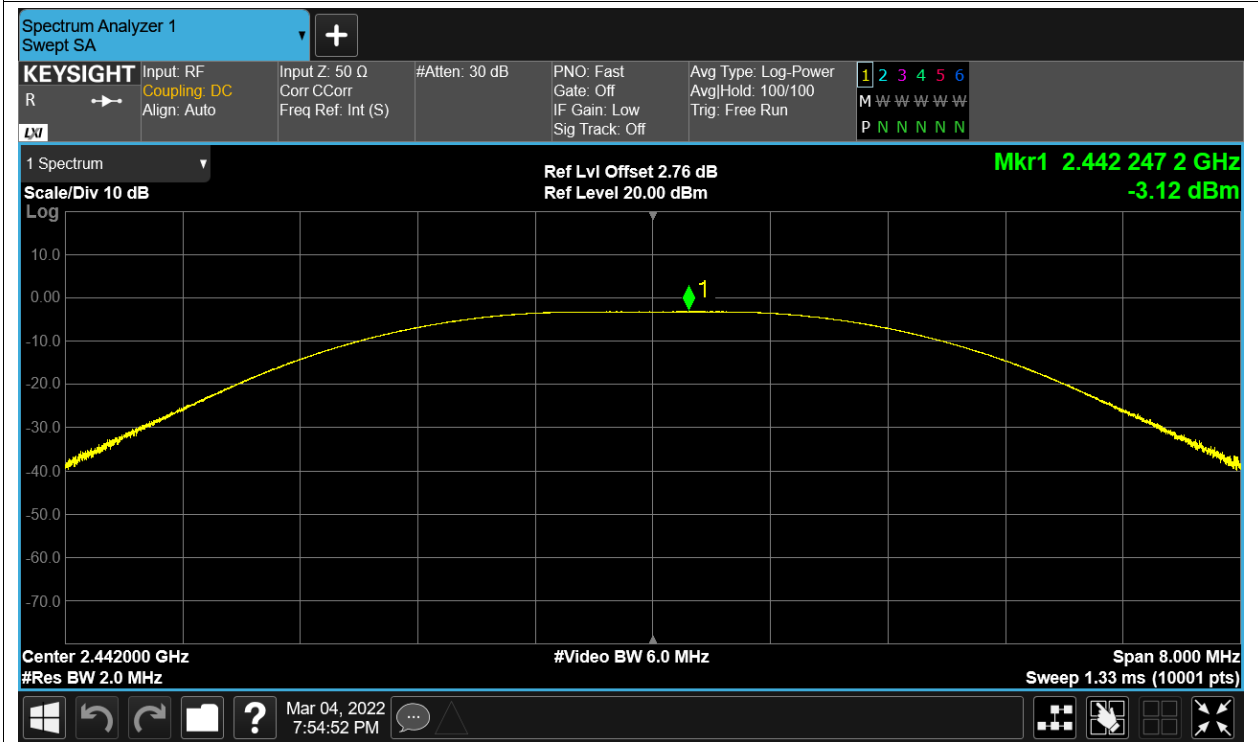 Spectrum Analyzer 1
Swept SA
+
KEYSIGHT Input: RF Input Z: 50 Ω #Atten: 30 dB PNO: Fast Avg Type: Log-Power 1 2 3 4 5 6
R Coupling: DC Corr CCorr Gate: Off Avg|Hold: 100/100 M W W W W W
Align: Auto Freq Ref: Int (S) IF Gain: Low Trig: Free Run
LXI Sig Track: Off P N N N N N
1 Spectrum Ref Lvl Offset 2.76 dB Mkr1 2.442 247 2 GHz
Scale/Div 10 dB Ref Level 20.00 dBm -3.12 dBm
Log
10.0
0.00
1
-10.0
-20.0
-30.0
-40.0
-50.0
-60.0
-70.0
Center 2.442000 GHz #Video BW 6.0 MHz Span 8.000 MHz
#Res BW 2.0 MHz Sweep 1.33 ms (10001 pts)
? Mar 04, 2022
7:54:52 PM